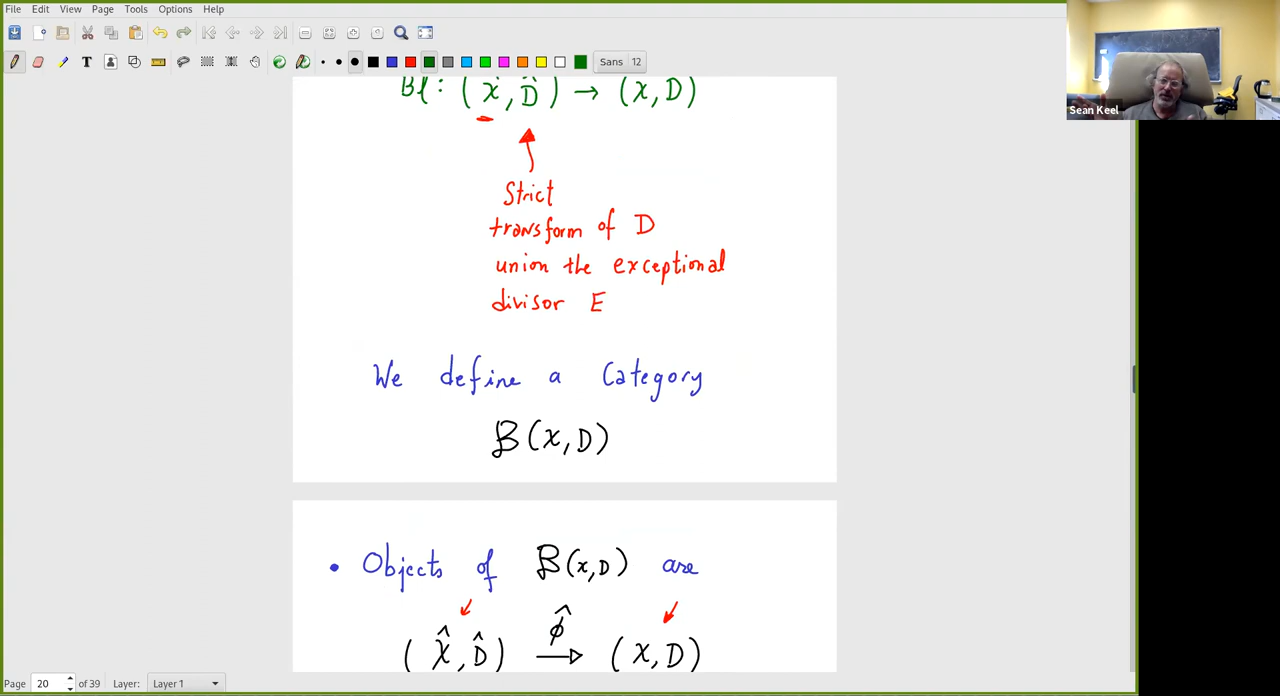 File Edit View Page Tools Options Help
T
Sans 12
Sean Keel
Bl : ( X̂ , D̂ ) → (X, D)
Strict
transform of D
union the exceptional
divisor E
We define a Category
ℬ(X, D)
• Objects of ℬ(X, D) are
( X̂ , D̂ ) ϕ̂ → (X, D)
Page 20 of 39 Layer: Layer 1